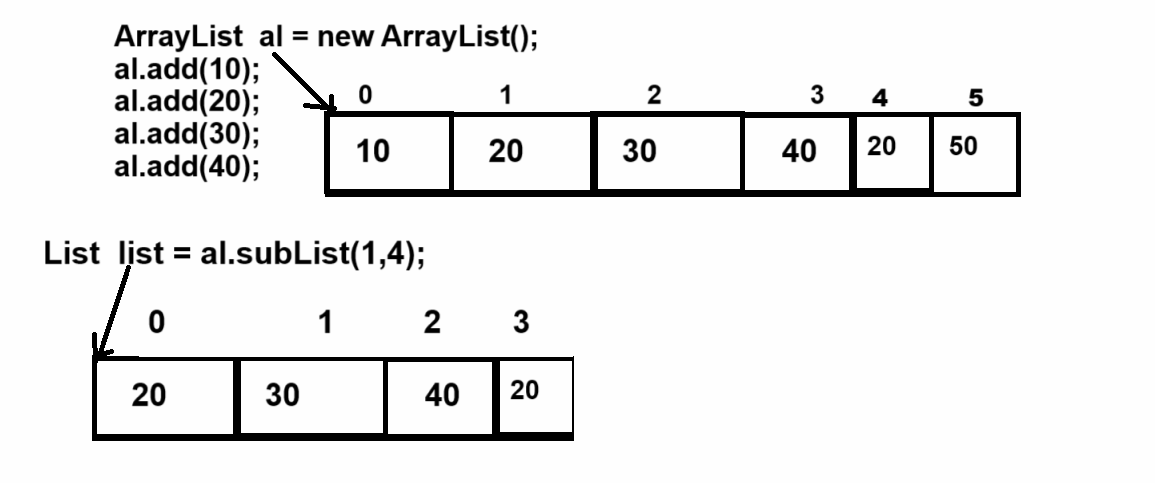 ArrayList al = new ArrayList();
al.add(10);
al.add(20);
al.add(30);
al.add(40);
0 1 2 3 4 5
10 20 30 40 20 50
List list = al.subList(1,4);
0 1 2 3
20 30 40 20